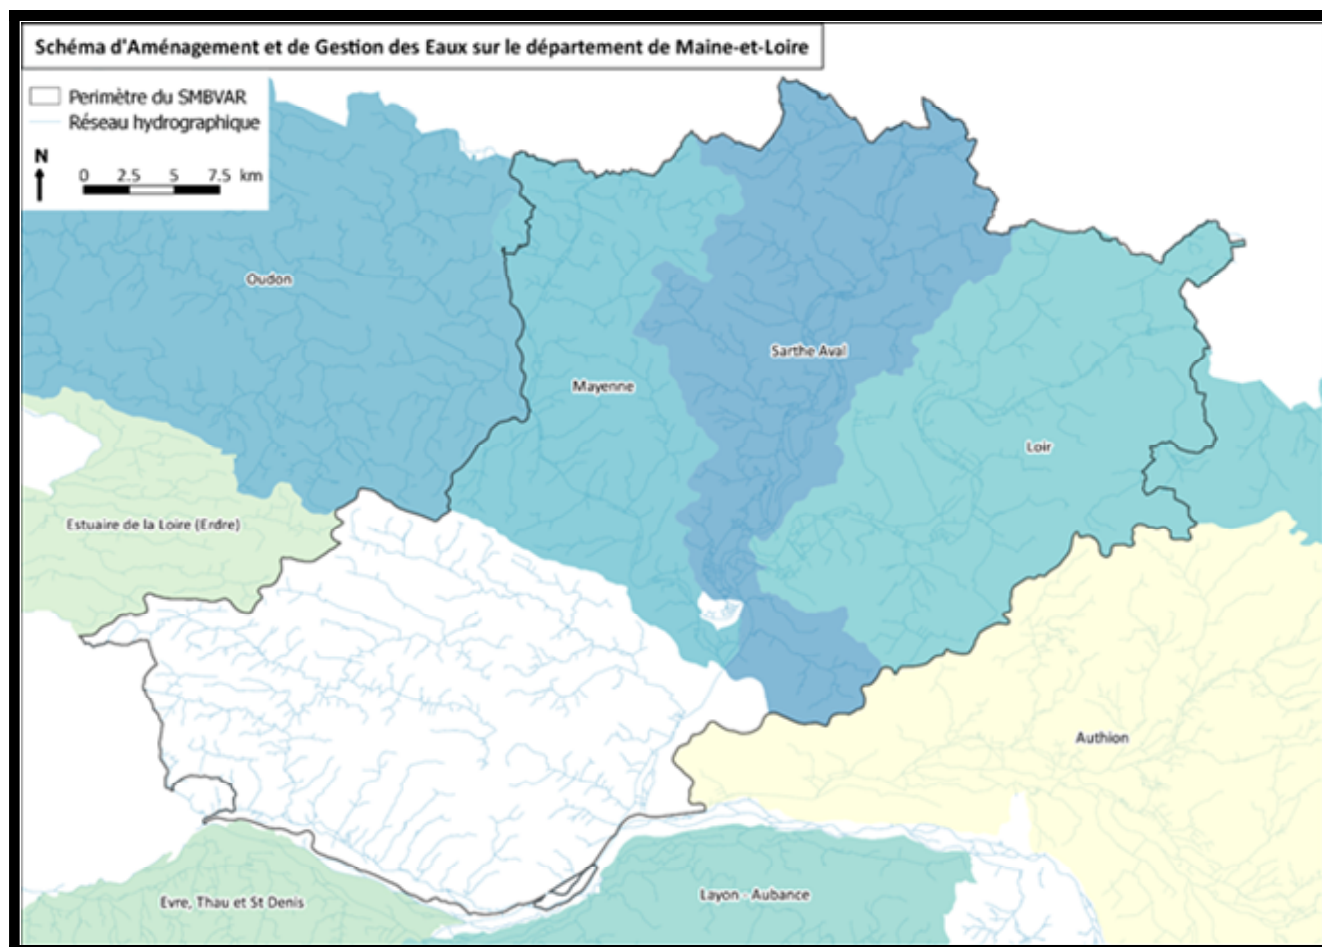 Schéma d'Aménagement et de Gestion des Eaux sur le département de Maine-et-Loire
Perimètre du SMBVAR
Réseau hydrographique
N
0 2.5 5 7.5 km
Oudon
Sarthe Aval
Mayenne
Loir
Estuaire de la Loire (Erdre)
Authion
Evre, Thau et St Denis
Layon - Aubance